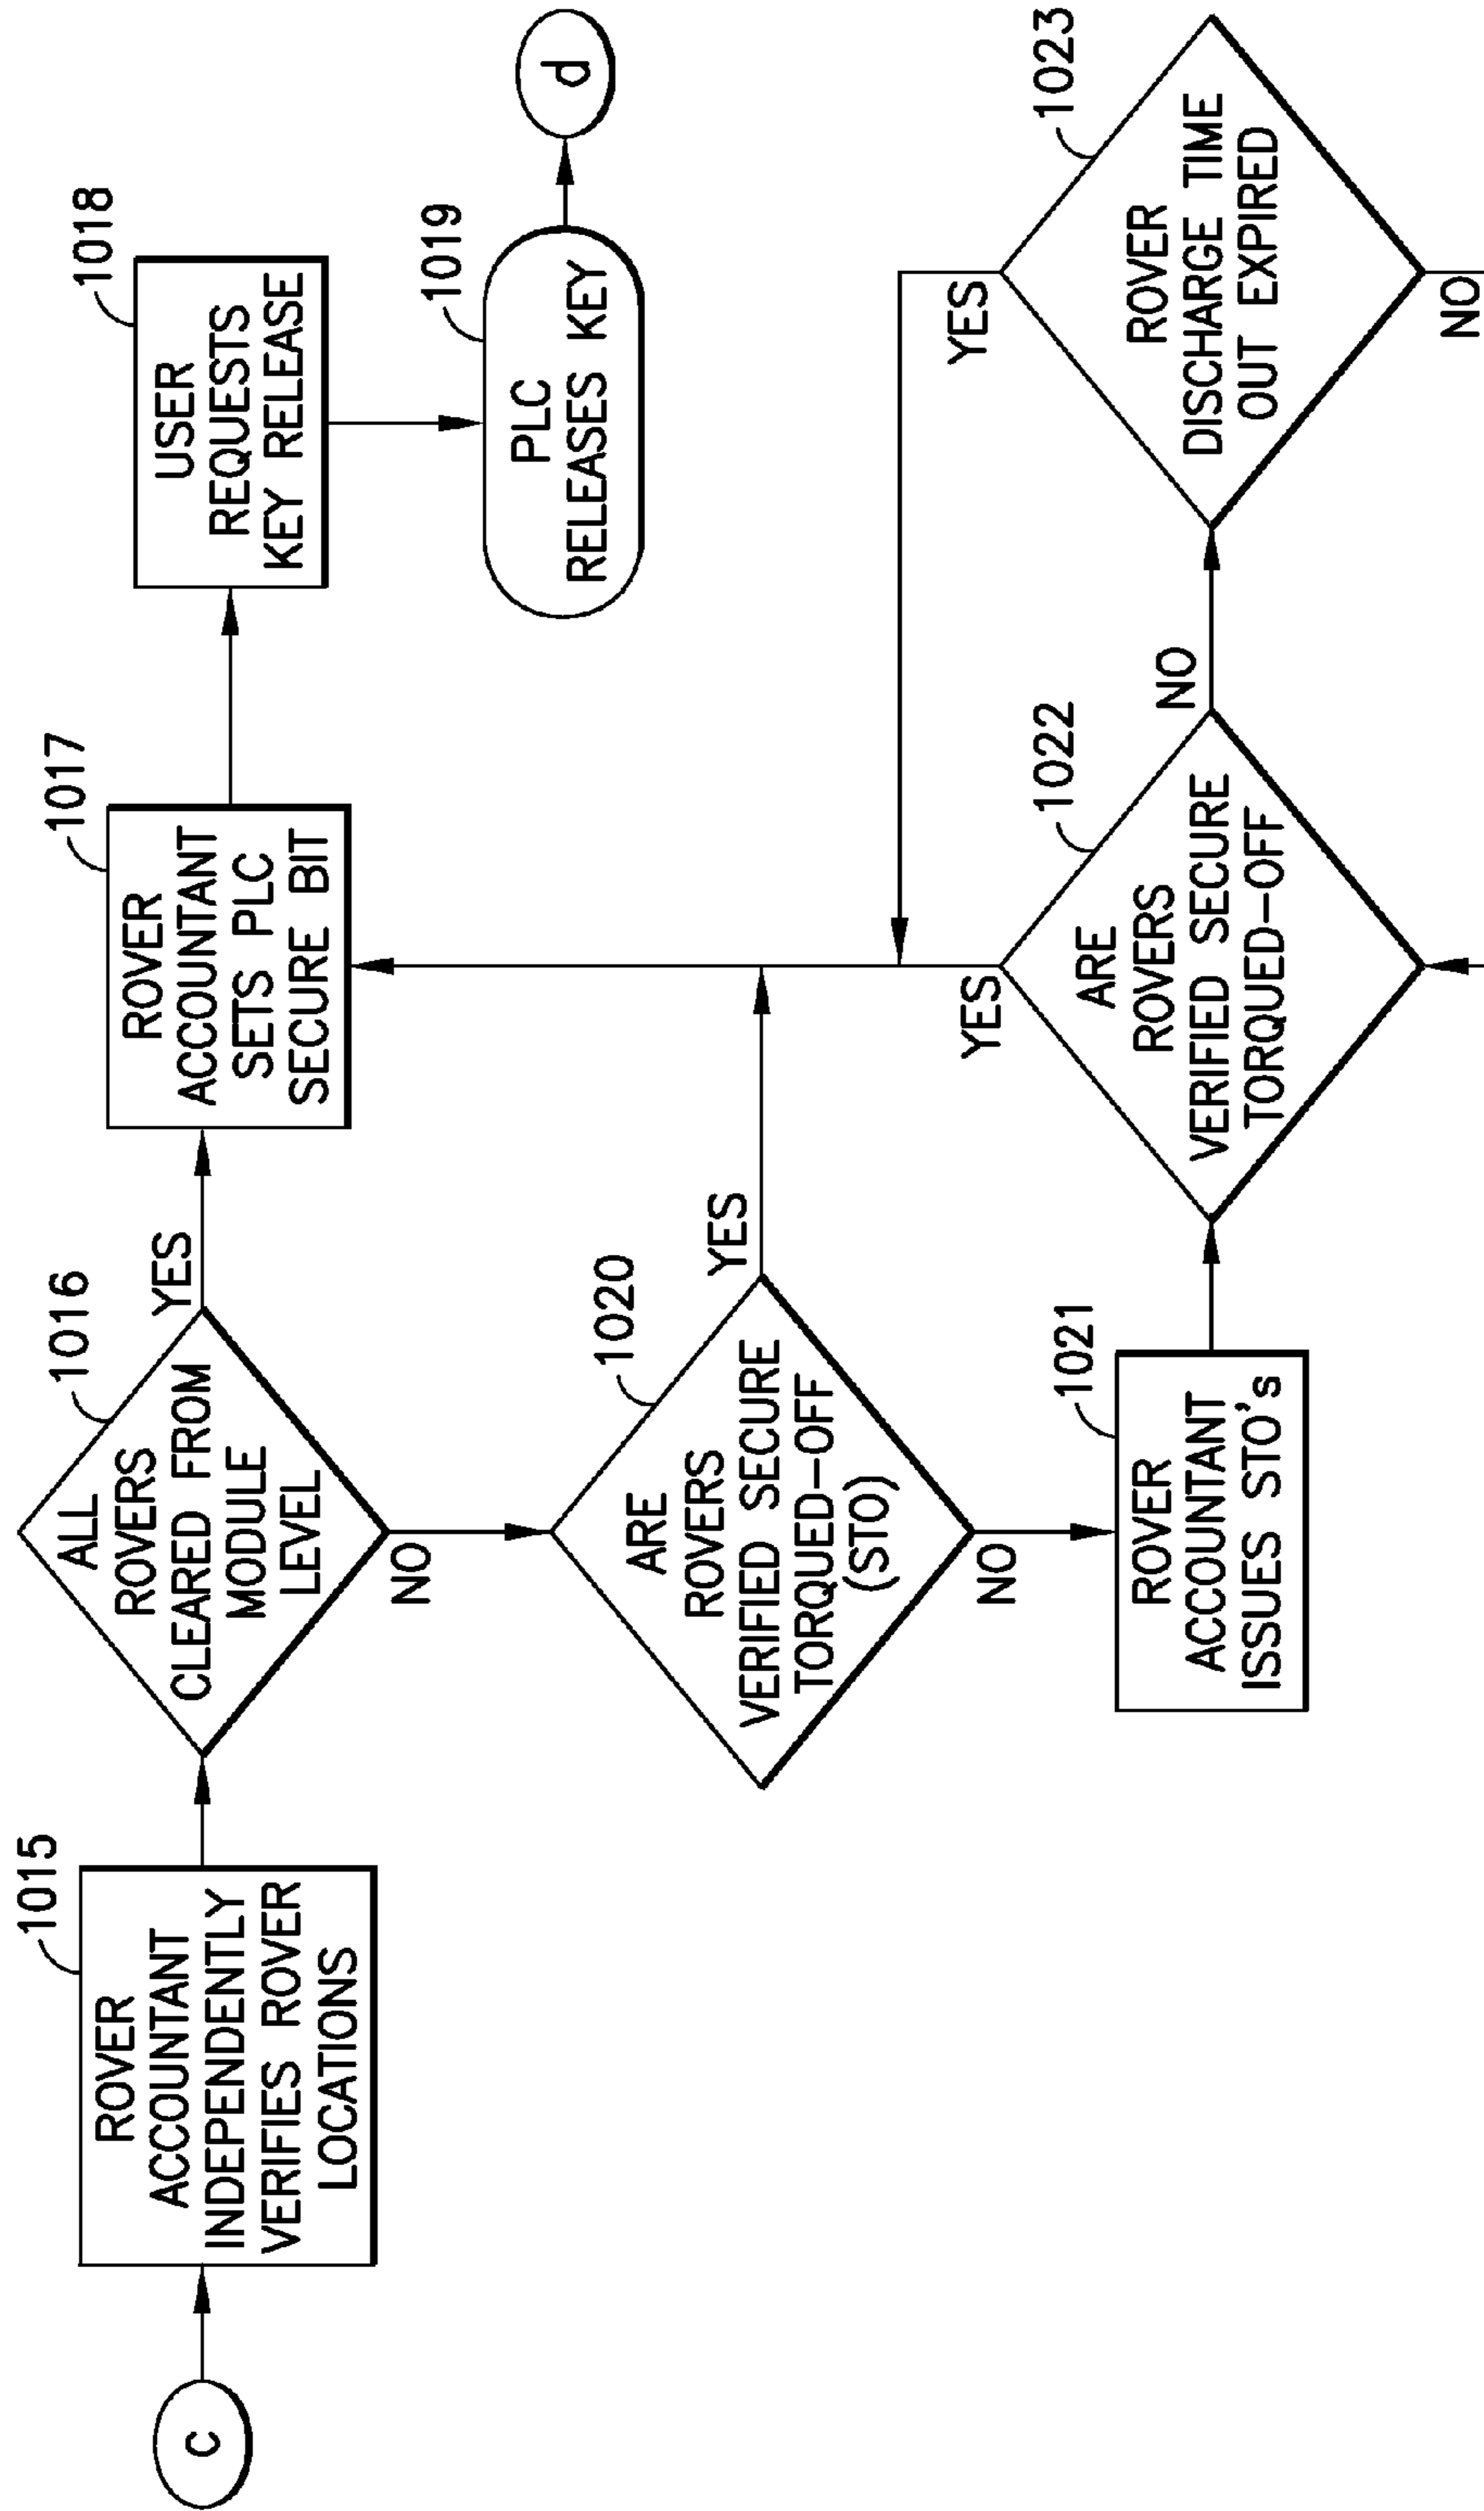 C
1015
ROVER
ACCOUNTANT
INDEPENDENTLY
VERIFIES ROVER
LOCATIONS
1016
ALL
ROVERS
CLEARED FROM
MODULE
LEVEL
YES
NO
1017
ROVER
ACCOUNTANT
SETS PLC
SECURE BIT
1018
USER
REQUESTS
KEY RELEASE
1019
PLC
RELEASES KEY
d
1020
ARE
ROVERS
VERIFIED SECURE
TORQUED-OFF
(STO)
YES
NO
1021
ROVER
ACCOUNTANT
ISSUES STO's
1022
ARE
ROVERS
VERIFIED SECURE
TORQUED-OFF
YES
NO
1023
ROVER
DISCHARGE TIME
OUT EXPIRED
YES
NO